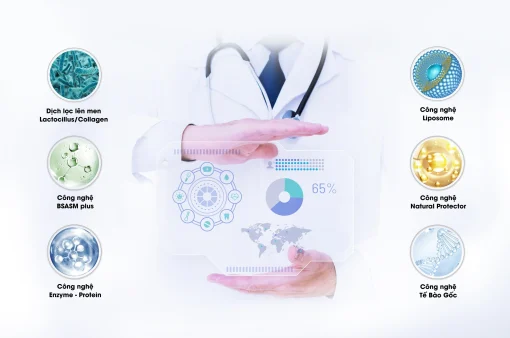 Dịch lọc lên men
Lactocillus/Collagen
Công nghệ
BSASM plus
Công nghệ
Enzyme - Protein
65%
Công nghệ
Liposome
Công nghệ
Natural Protector
Công nghệ
Tế Bào Gốc